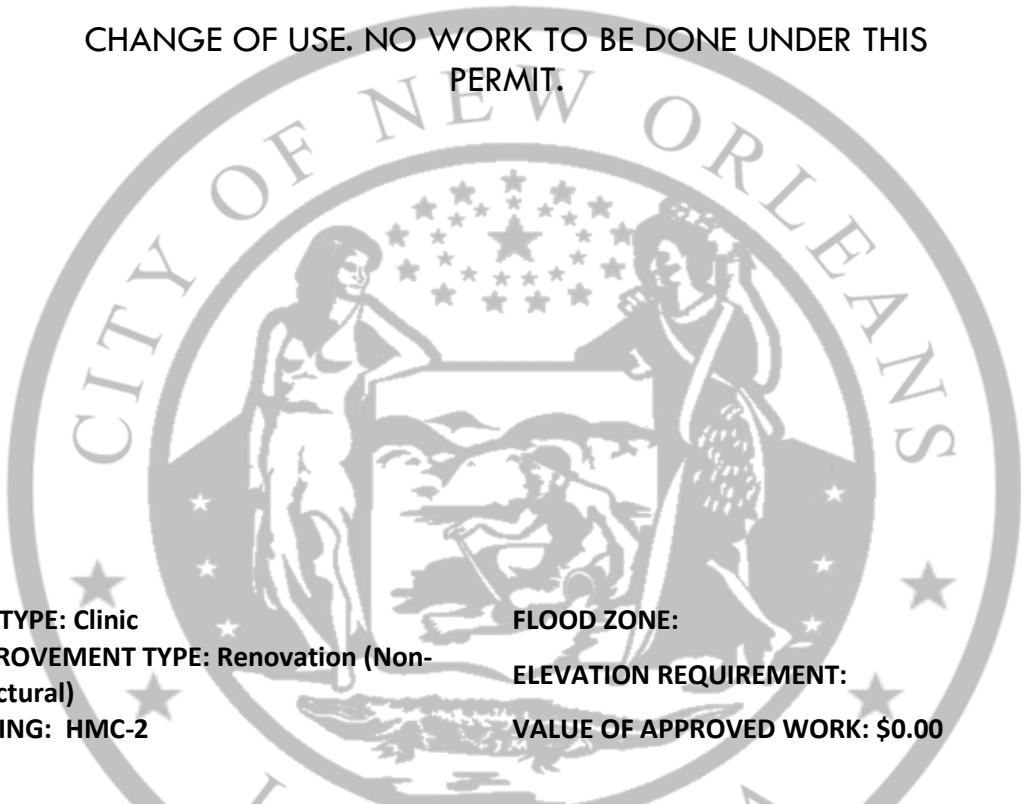 CHANGE OF USE. NO WORK TO BE DONE UNDER THIS
PERMIT.
CITY OF NEW ORLEANS
TYPE: Clinic
ROVEMENT TYPE: Renovation (Non-
ctural)
ING: HMC-2
FLOOD ZONE:
ELEVATION REQUIREMENT:
VALUE OF APPROVED WORK: $0.00